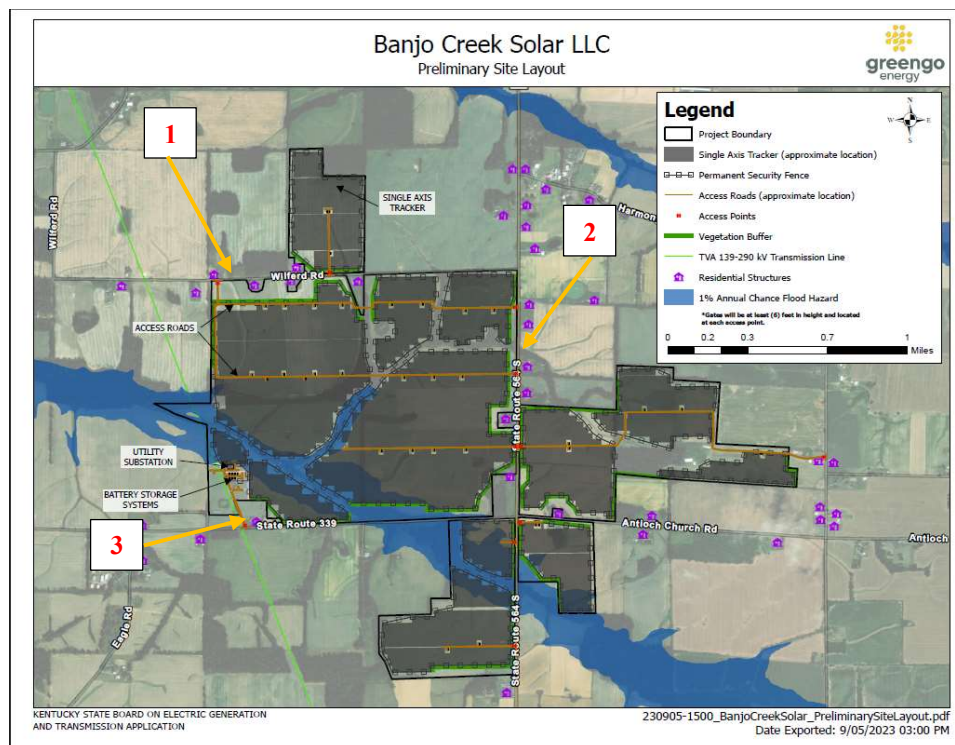 Banjo Creek Solar LLC
Preliminary Site Layout
greengo
energy
Legend
N
W
E
S
Project Boundary
Single Axis Tracker (approximate location)
Permanent Security Fence
Access Roads (approximate location)
Access Points
Vegetation Buffer
TVA 139-290 kV Transmission Line
Residential Structures
1% Annual Chance Flood Hazard
*Gates will be at least (6) feet in height and located
at each access point.
0 0.2 0.3 0.7 1
Miles
1
2
3
SINGLE AXIS
TRACKER
Wilferd Rd
Harmon
Wilferd Rd
ACCESS ROADS
State Route 564 S
UTILITY
SUBSTATION
BATTERY STORAGE
SYSTEMS
State Route 339
Antioch Church Rd
Antioch
Eagle Rd
State Route 564 S
KENTUCKY STATE BOARD ON ELECTRIC GENERATION
AND TRANSMISSION APPLICATION
230905-1500_BanjoCreekSolar_PreliminarySiteLayout.pdf
Date Exported: 9/05/2023 03:00 PM